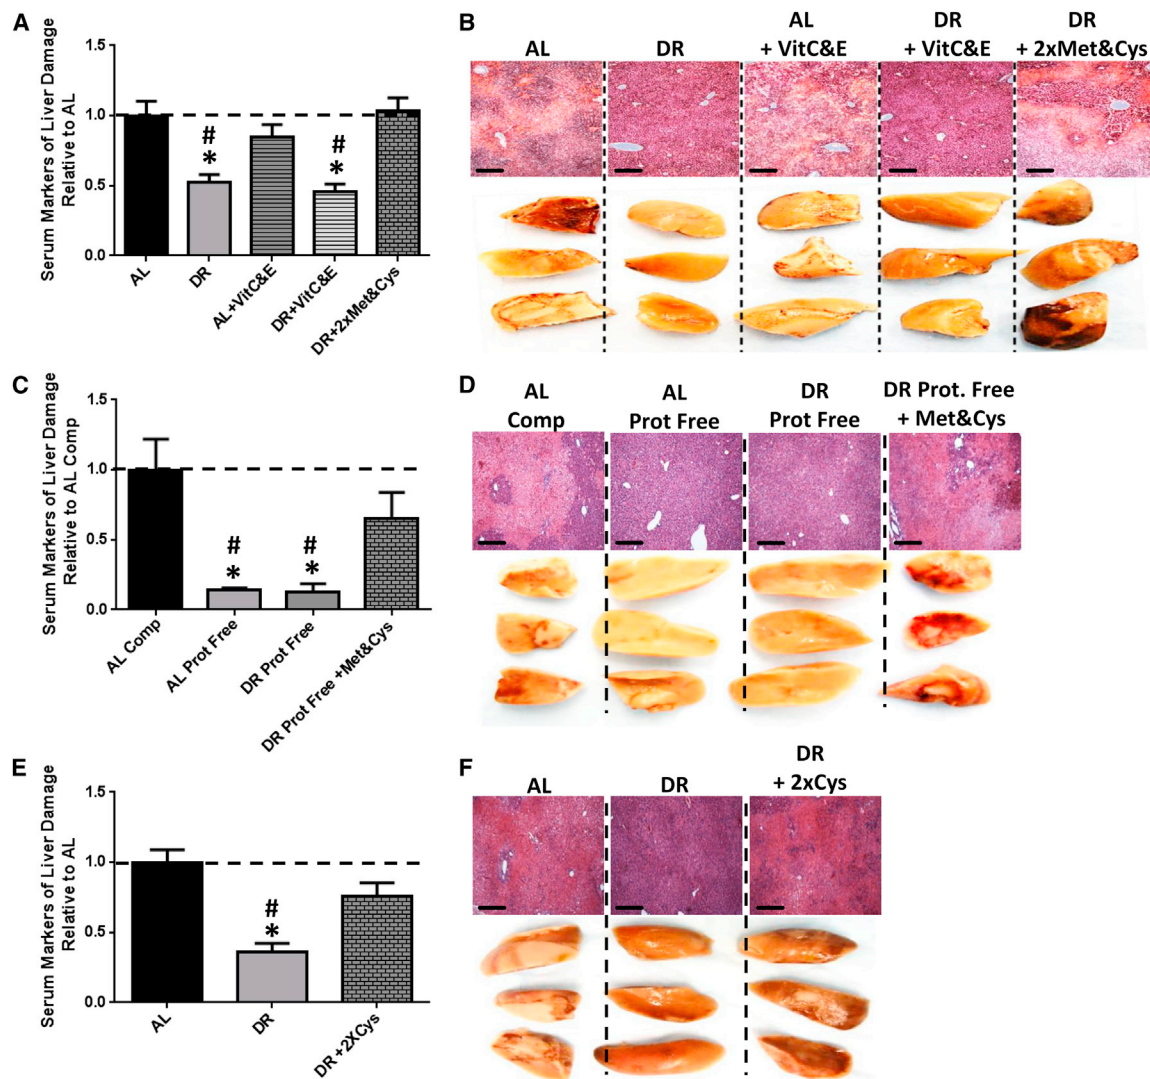 A
Serum Markers of Liver Damage
Relative to AL
1.5
1.0
0.5
0.0
#
*
#
*
AL
DR
AL+VitC&E
DR+VitC&E
DR+2xMet&Cys
B
AL
DR
AL
+ VitC&E
DR
+ VitC&E
DR
+ 2xMet&Cys
C
Serum Markers of Liver Damage
Relative to AL Comp
1.5
1.0
0.5
0.0
#
*
#
*
AL Comp
AL Prot Free
DR Prot Free
DR Prot Free +Met&Cys
D
AL
Comp
AL
Prot Free
DR
Prot Free
DR Prot. Free
+ Met&Cys
E
Serum Markers of Liver Damage
Relative to AL
1.5
1.0
0.5
0.0
#
*
AL
DR
DR +2XCys
F
AL
DR
DR
+ 2xCys